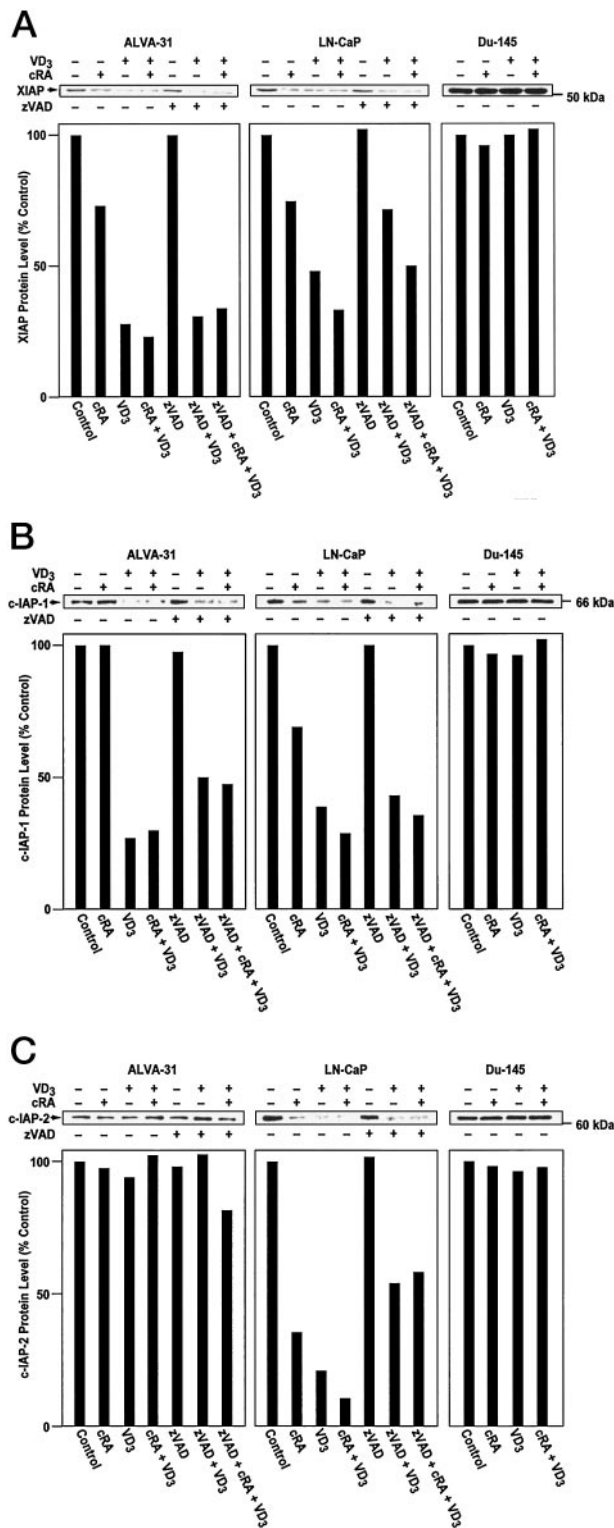 A
ALVA-31 LN-CaP Du-145
VD3 – – + + – + + – – + + – + + – – + +
cRA – + – + – – + – + – + – – + – + – +
XIAP 50 kDa
zVAD – – – – + + + – – – – + + + – – – –
XIAP Protein Level (% Control)
100
50
0
Control cRA VD3 cRA + VD3 zVAD zVAD + VD3 zVAD + cRA + VD3 Control cRA VD3 cRA + VD3 zVAD zVAD + VD3 zVAD + cRA + VD3 Control cRA VD3 cRA + VD3
B
ALVA-31 LN-CaP Du-145
VD3 – – + + – + + – – + + – + + – – + +
cRA – + – + – – + – + – + – – + – + – +
c-IAP-1 66 kDa
zVAD – – – – + + + – – – – + + + – – – –
c-IAP-1 Protein Level (% Control)
100
50
0
Control cRA VD3 cRA + VD3 zVAD zVAD + VD3 zVAD + cRA + VD3 Control cRA VD3 cRA + VD3 zVAD zVAD + VD3 zVAD + cRA + VD3 Control cRA VD3 cRA + VD3
C
ALVA-31 LN-CaP Du-145
VD3 – – + + – + + – – + + – + + – – + +
cRA – + – + – – + – + – + – – + – + – +
c-IAP-2 60 kDa
zVAD – – – – + + + – – – – + + + – – – –
c-IAP-2 Protein Level (% Control)
100
50
0
Control cRA VD3 cRA + VD3 zVAD zVAD + VD3 zVAD + cRA + VD3 Control cRA VD3 cRA + VD3 zVAD zVAD + VD3 zVAD + cRA + VD3 Control cRA VD3 cRA + VD3